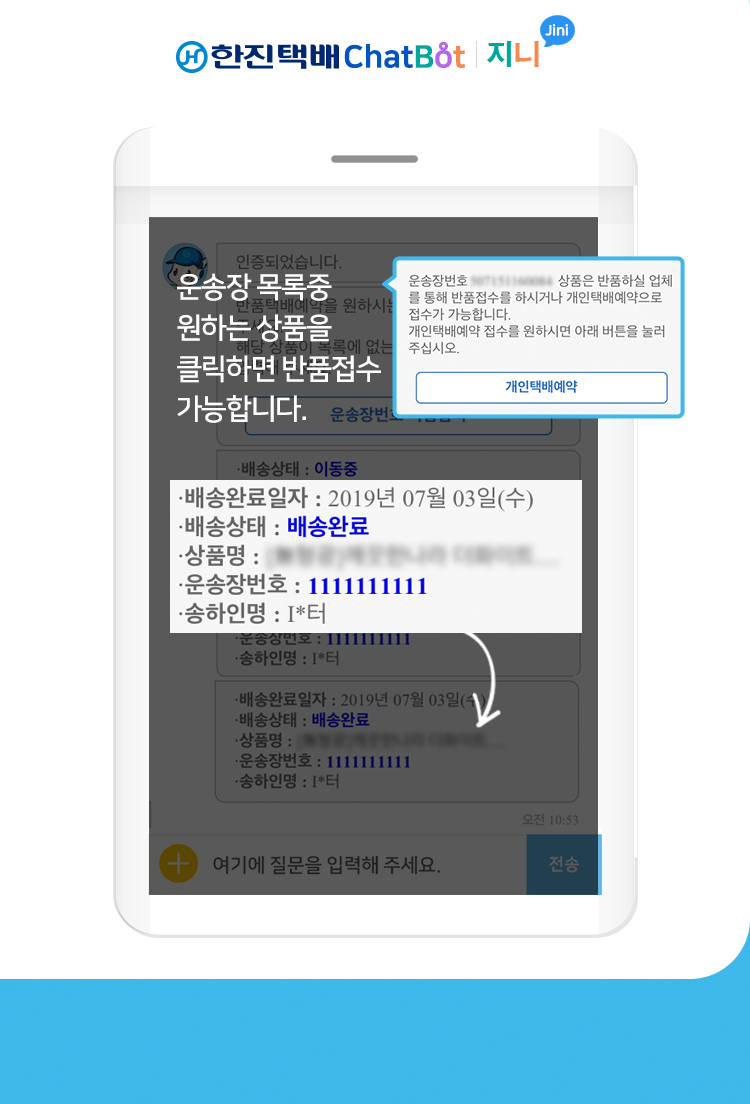 한진택배 ChatBot 지니 Jini
인증되었습니다.
운송장 목록중
원하는 상품을
클릭하면 반품접수
가능합니다.
운송장번호 상품은 반품하실 업체
를 통해 반품접수를 하시거나 개인택배예약으로
접수가 가능합니다.
개인택배예약 접수를 원하시면 아래 버튼을 눌러
주십시오.
개인택배예약
반품택배예약을 원하시는
해당 상품이 목록에 없는
운송장번호
·배송상태 : 이동중
·배송완료일자 : 2019년 07월 03일(수)
·배송상태 : 배송완료
·상품명 :
·운송장번호 : 1111111111
·송하인명 : I*터
·운송장번호 : 1111111111
·송하인명 : I*터
·배송완료일자 : 2019년 07월 03일(수)
·배송상태 : 배송완료
·상품명 :
·운송장번호 : 1111111111
·송하인명 : I*터
오전 10:53
여기에 질문을 입력해 주세요.
전송